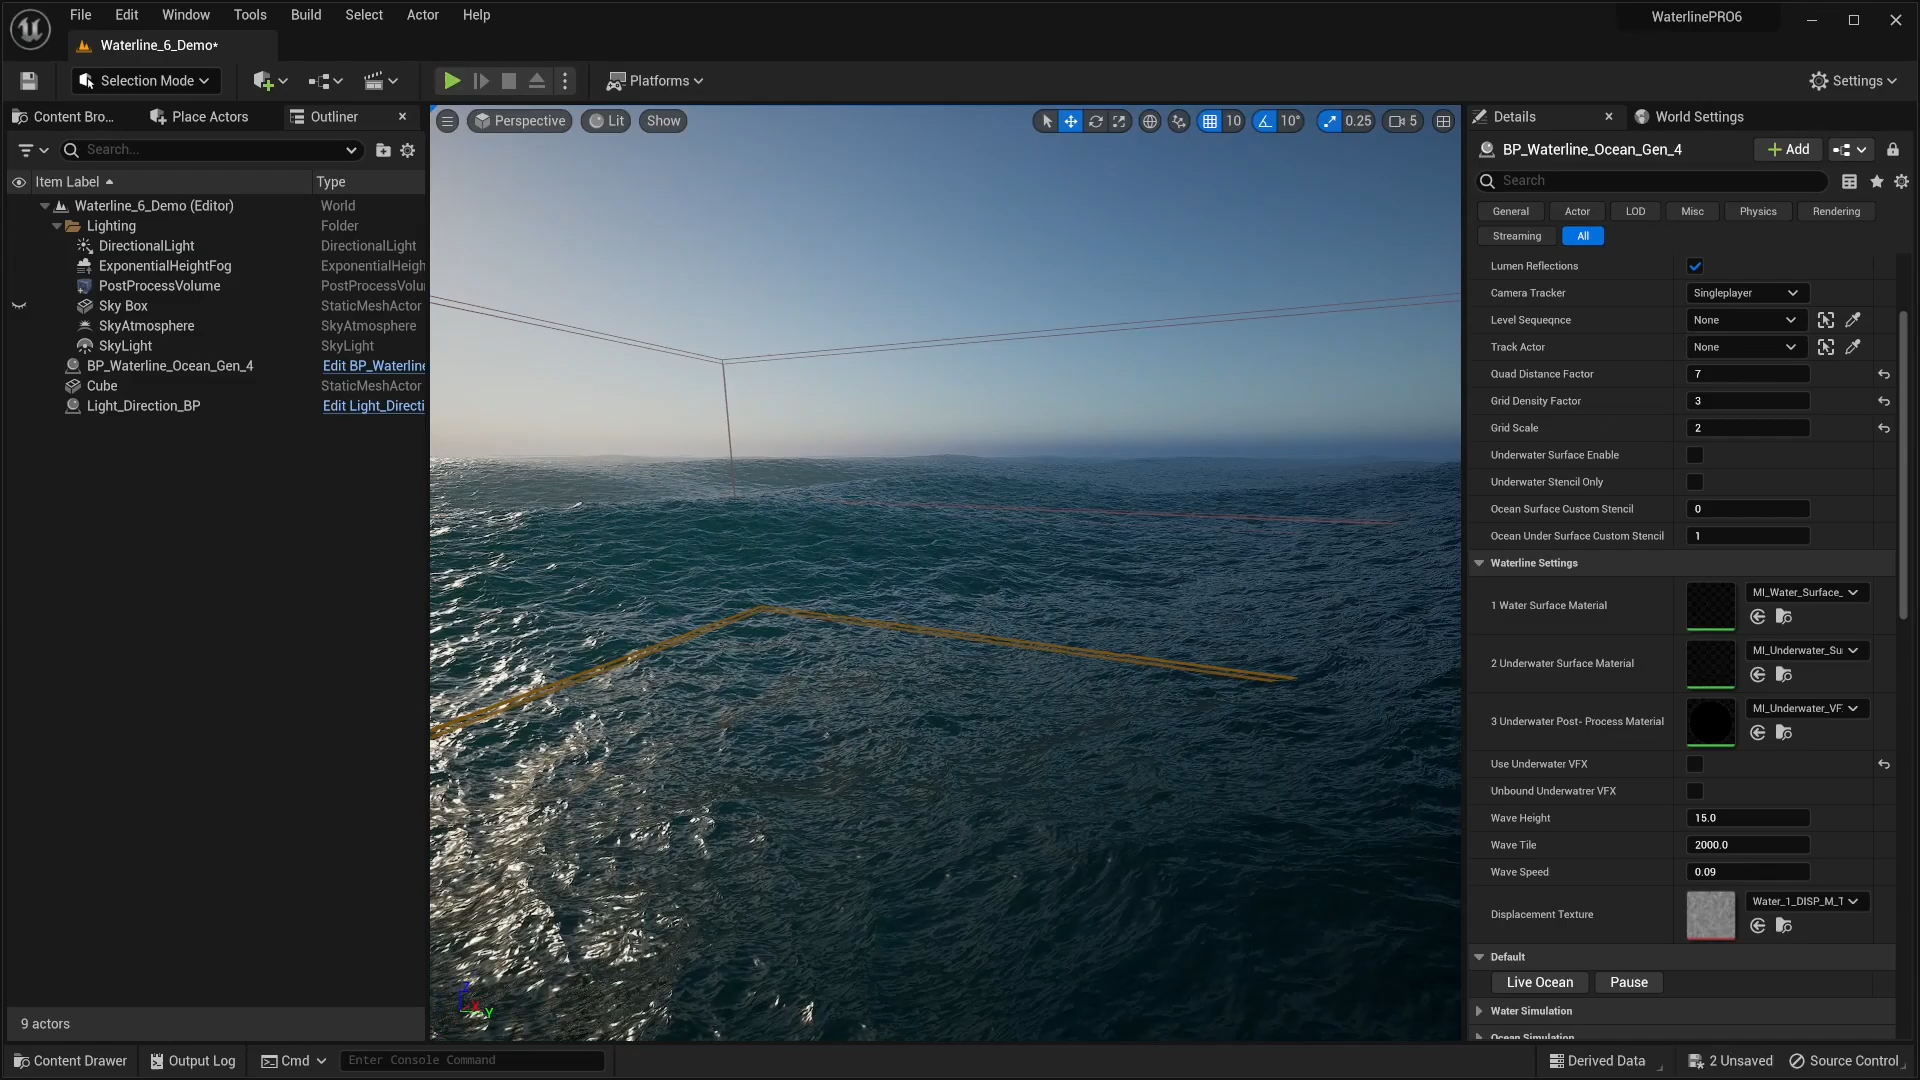 File Edit Window Tools Build Select Actor Help
WaterlinePRO6
Waterline_6_Demo*
Selection Mode
Platforms
Settings
Content Bro...
Place Actors
Outliner
Search...
Item Label
Type
Waterline_6_Demo (Editor)
World
Lighting
Folder
DirectionalLight
DirectionalLight
ExponentialHeightFog
ExponentialHeigh
PostProcessVolume
PostProcessVolu
Sky Box
StaticMeshActor
SkyAtmosphere
SkyAtmosphere
SkyLight
SkyLight
BP_Waterline_Ocean_Gen_4
Edit BP_Waterline
Cube
StaticMeshActor
Light_Direction_BP
Edit Light_Directi
9 actors
Perspective
Lit
Show
10
10°
0.25
5
Z
X
Y
Details
World Settings
BP_Waterline_Ocean_Gen_4
Add
Search
General
Actor
LOD
Misc
Physics
Rendering
Streaming
All
Lumen Reflections
Camera Tracker
Singleplayer
Level Sequeqnce
None
Track Actor
None
Quad Distance Factor
7
Grid Density Factor
3
Grid Scale
2
Underwater Surface Enable
Underwater Stencil Only
Ocean Surface Custom Stencil
0
Ocean Under Surface Custom Stencil
1
Waterline Settings
1 Water Surface Material
MI_Water_Surface_
2 Underwater Surface Material
MI_Underwater_Su
3 Underwater Post- Process Material
MI_Underwater_VF
Use Underwater VFX
Unbound Underwatrer VFX
Wave Height
15.0
Wave Tile
2000.0
Wave Speed
0.09
Displacement Texture
Water_1_DISP_M_T
Default
Live Ocean
Pause
Water Simulation
Ocean Simulation
Content Drawer
Output Log
Cmd
Enter Console Command
Derived Data
2 Unsaved
Source Control